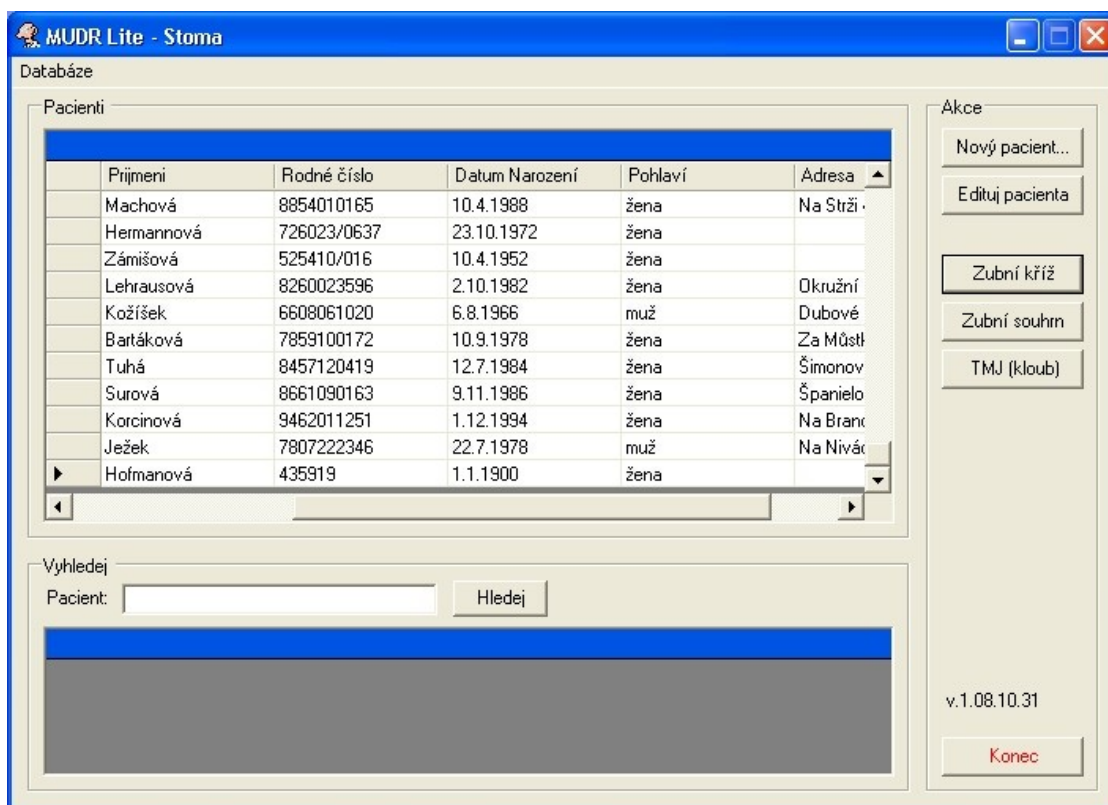 MUDR Lite - Stoma
Databáze
Pacienti
Prijmeni Rodné číslo Datum Narození Pohlaví Adresa
Machová 8854010165 10.4.1988 žena Na Strži
Hermannová 726023/0637 23.10.1972 žena
Zámišová 525410/016 10.4.1952 žena
Lehrausová 8260023596 2.10.1982 žena Okružní
Kožíšek 6608061020 6.8.1966 muž Dubové
Bartáková 7859100172 10.9.1978 žena Za Můstk
Tuhá 8457120419 12.7.1984 žena Šimonov
Surová 8661090163 9.11.1986 žena Španielo
Korcinová 9462011251 1.12.1994 žena Na Branc
Ježek 7807222346 22.7.1978 muž Na Nivác
Hofmanová 435919 1.1.1900 žena
Vyhledej
Pacient: Hledej
Akce
Nový pacient...
Edituj pacienta
Zubní kříž
Zubní souhrn
TMJ (kloub)
v.1.08.10.31
Konec